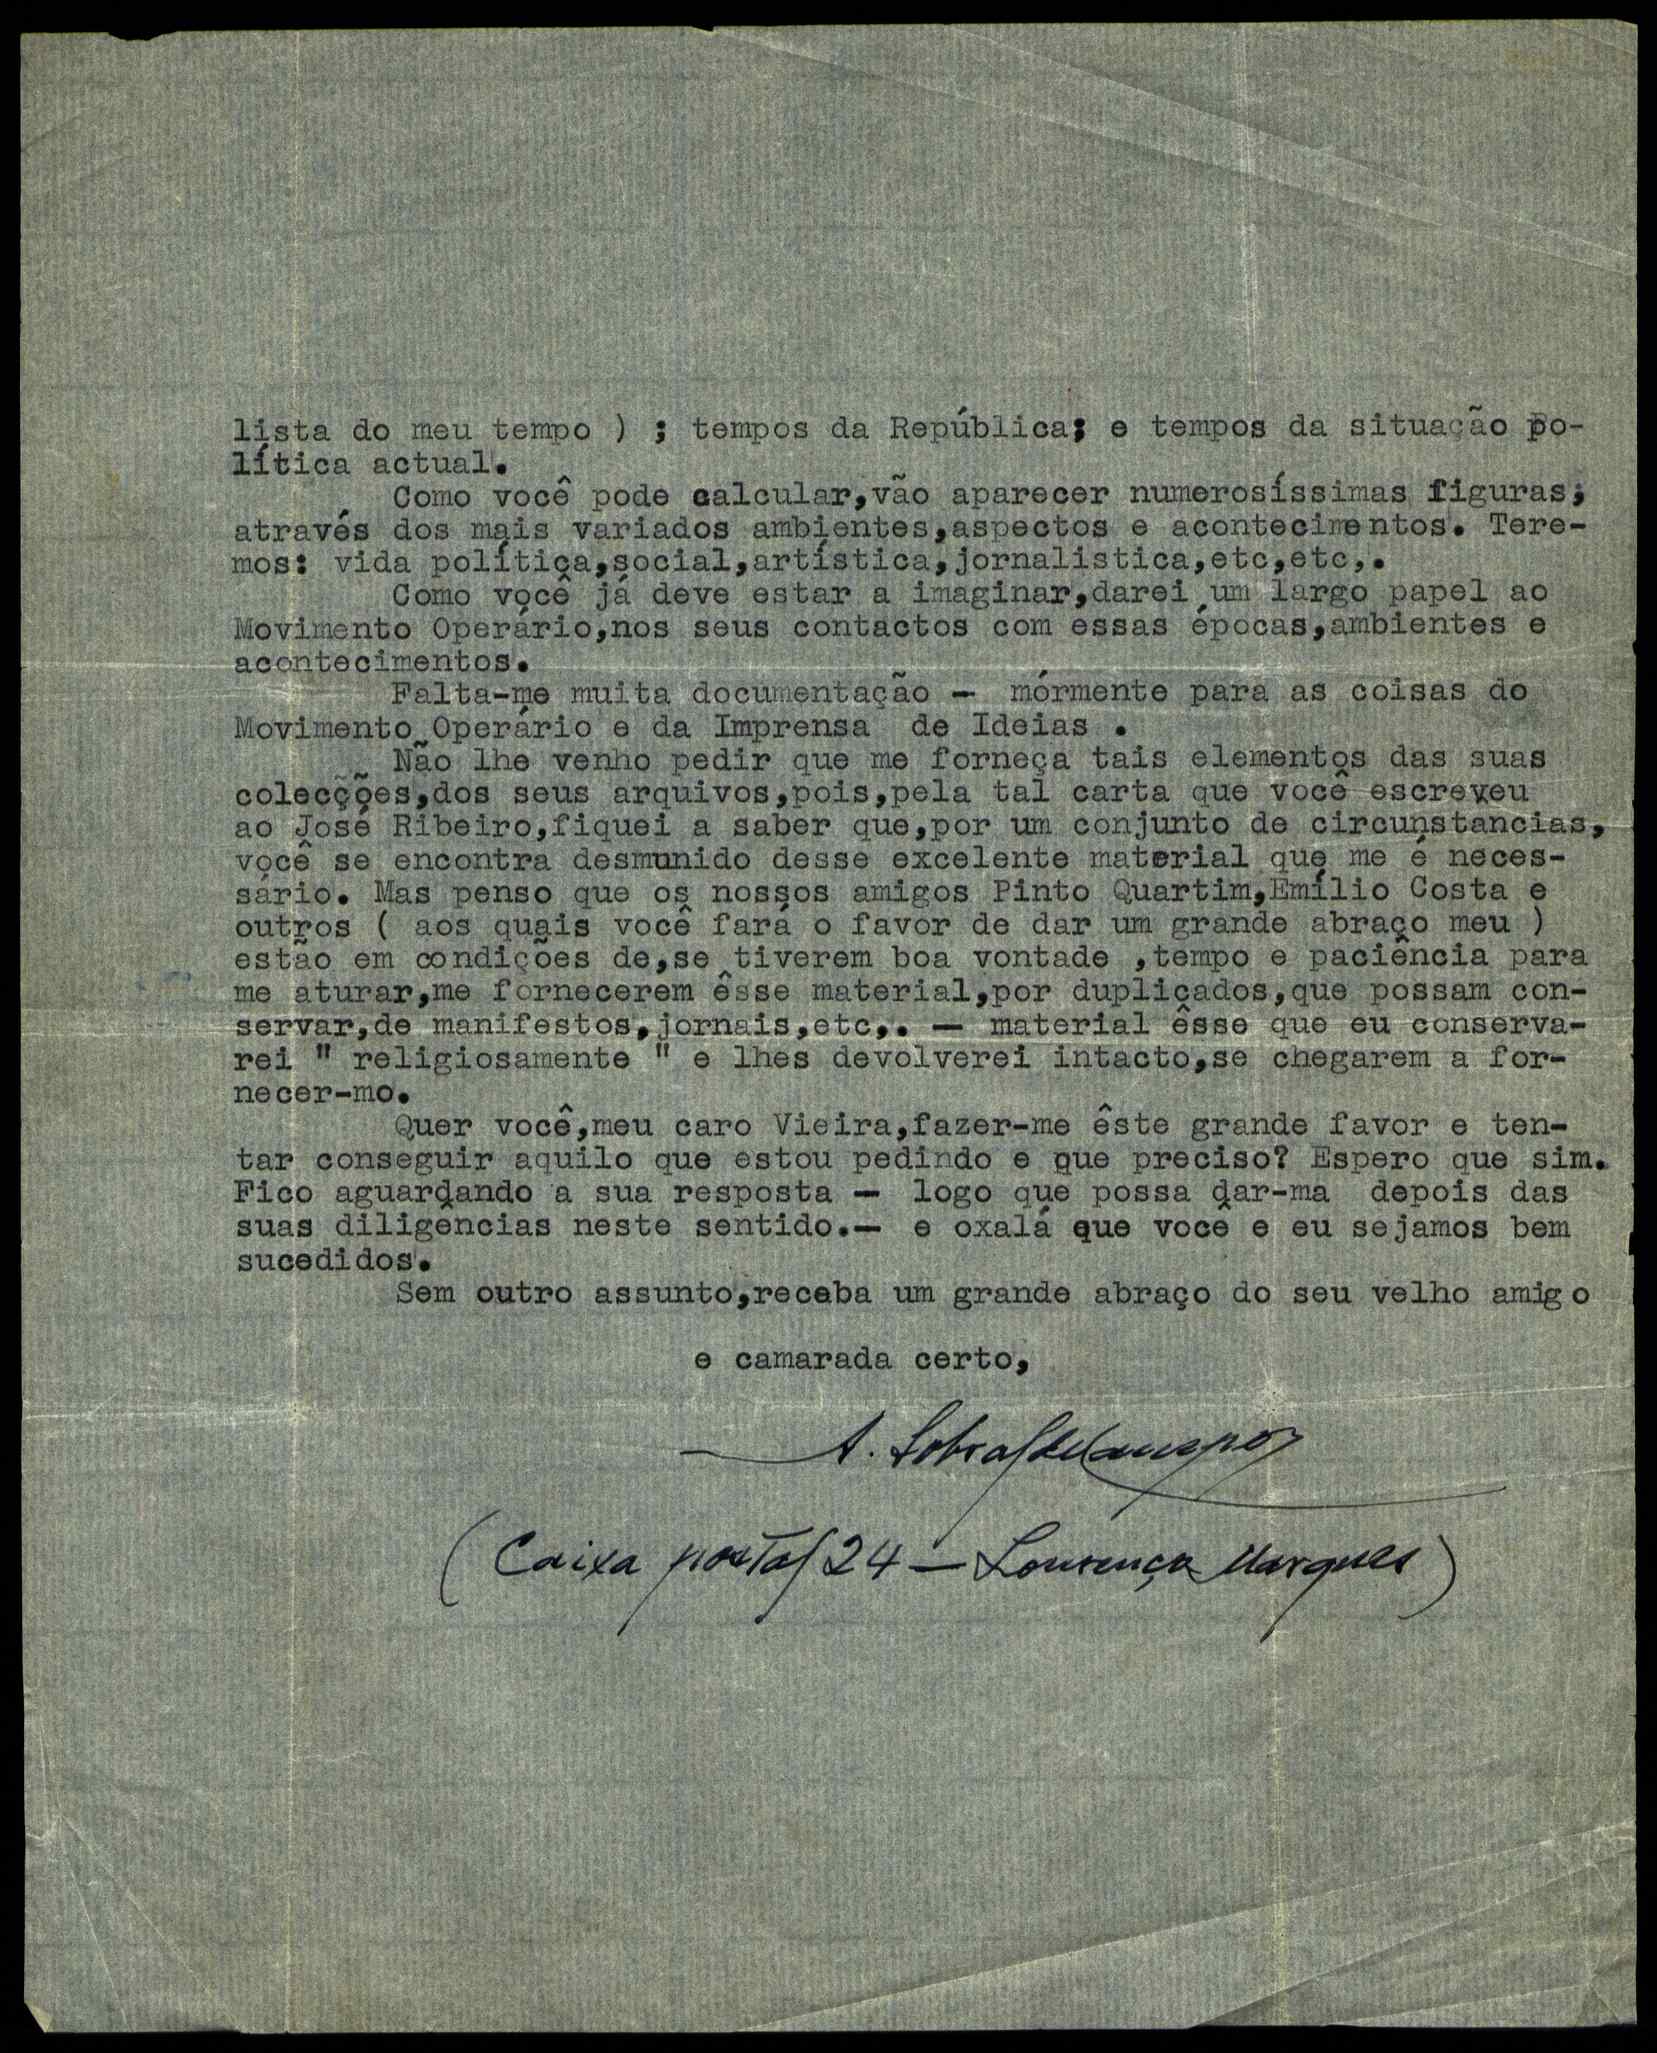 lista do meu tempo ) ; tempos da República; e tempos da situação po-
lítica actual.
Como você pode calcular,vão aparecer numerosíssimas figuras;
através dos mais variados ambientes,aspectos e acontecimentos. Tere-
mos: vida política,social,artística,jornalistica,etc,etc,.
Como você já deve estar a imaginar,darei um largo papel ao
Movimento Operário,nos seus contactos com essas épocas,ambientes e
acontecimentos.
Falta-me muita documentação — mórmente para as coisas do
Movimento Operário e da Imprensa de Ideias .
Não lhe venho pedir que me forneça tais elementos das suas
colecções,dos seus arquivos,pois,pela tal carta que você escreveu
ao José Ribeiro,fiquei a saber que,por um conjunto de circunstancias,
você se encontra desmunido desse excelente material que me é neces-
sário. Mas penso que os nossos amigos Pinto Quartim,Emílio Costa e
outros ( aos quais você fará o favor de dar um grande abraço meu )
estão em condições de,se tiverem boa vontade ,tempo e paciência para
me aturar,me fornecerem êsse material,por duplicados,que possam con-
servar,de manifestos,jornais,etc,. — material êsse que eu conserva-
rei " religiosamente " e lhes devolverei intacto,se chegarem a for-
necer-mo.
Quer você,meu caro Vieira,fazer-me êste grande favor e ten-
tar conseguir aquilo que estou pedindo e que preciso? Espero que sim.
Fico aguardando a sua resposta — logo que possa dar-ma depois das
suas diligências neste sentido.— e oxalá que você e eu sejamos bem
sucedidos.
Sem outro assunto,receba um grande abraço do seu velho amigo
e camarada certo,
A. Sobral de Campos
(Caixa postal 24 — Lourenço Marques)